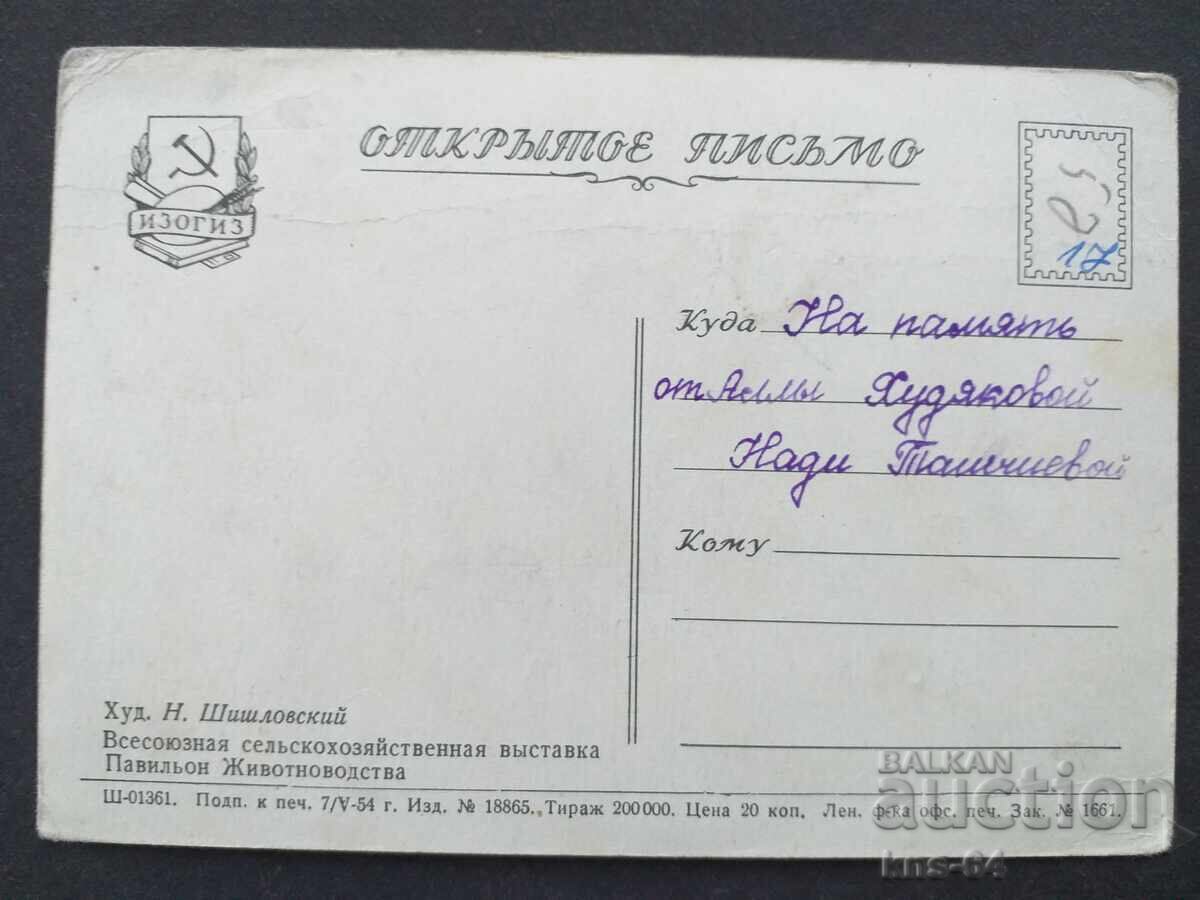 ОТКРЫТОЕ ПИСЬМО
ИЗОГИЗ
17
Куда На память
от Аллы Худяковой
Нади
Кому
Худ. Н. Шишловский
Всесоюзная сельскохозяйственная выставка
Павильон Животноводства
Ш-01361. Подп. к печ. 7/V-54 г. Изд. № 18865. Тираж 200000. Цена 20 коп. Лен. ф-ка офс. печ. Зак. № 1661.
BALKAN
auction
kns-64